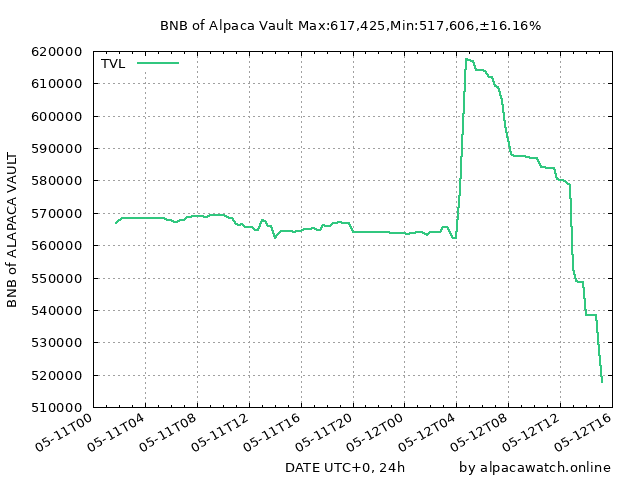 BNB of Alpaca Vault Max:617,425,Min:517,606,±16.16%
TVL
BNB of ALAPACA VAULT
620000
610000
600000
590000
580000
570000
560000
550000
540000
530000
520000
510000
05-11T00
05-11T04
05-11T08
05-11T12
05-11T16
05-11T20
05-12T00
05-12T04
05-12T08
05-12T12
05-12T16
DATE UTC+0, 24h
by alpacawatch.online